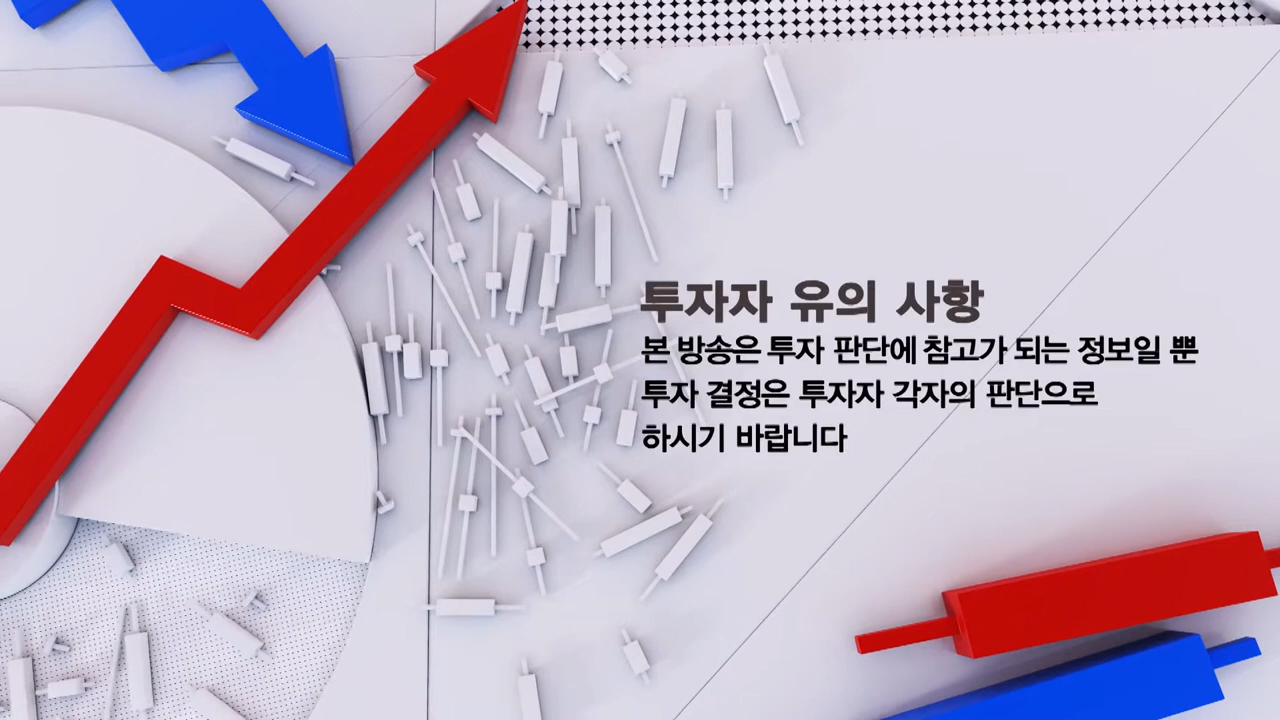 투자자 유의 사항
본 방송은 투자 판단에 참고가 되는 정보일 뿐
투자 결정은 투자자 각자의 판단으로
하시기 바랍니다